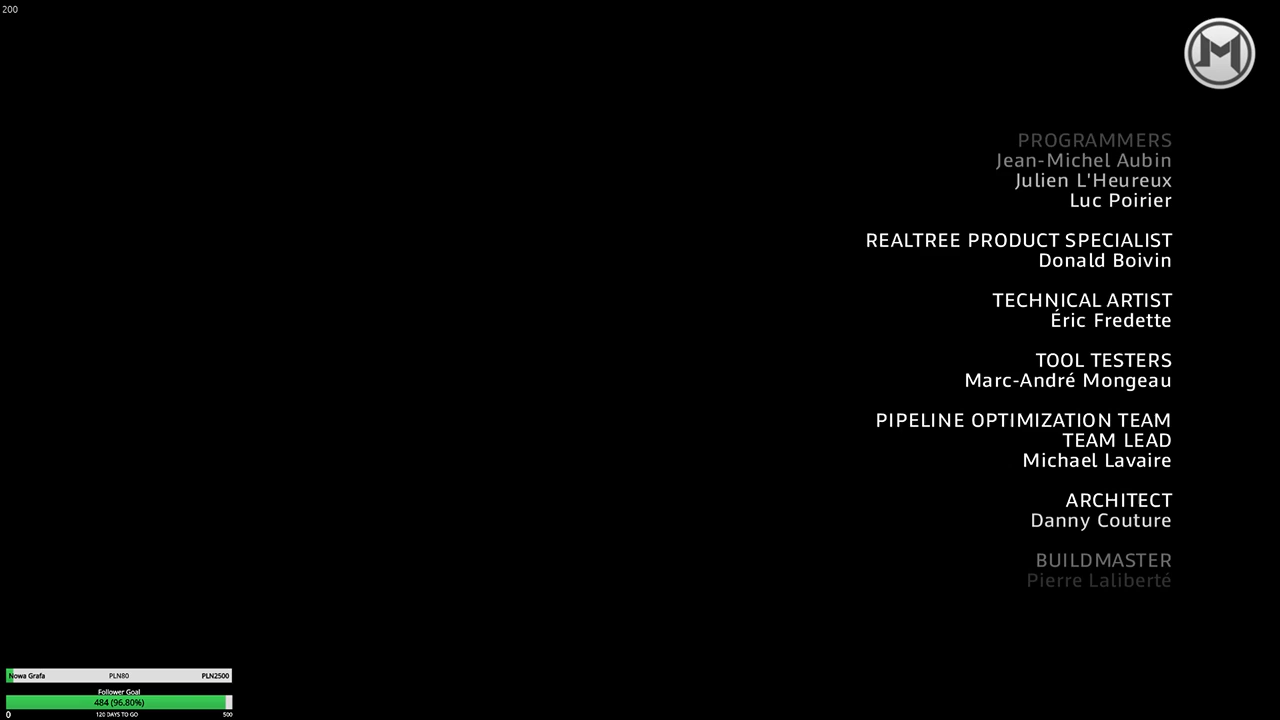 200
M
PROGRAMMERS
Jean-Michel Aubin
Julien L'Heureux
Luc Poirier
REALTREE PRODUCT SPECIALIST
Donald Boivin
TECHNICAL ARTIST
Éric Fredette
TOOL TESTERS
Marc-André Mongeau
PIPELINE OPTIMIZATION TEAM
TEAM LEAD
Michael Lavaire
ARCHITECT
Danny Couture
BUILDMASTER
Pierre Laliberté
Nowa Grafa PLN80 PLN2500
Follower Goal
484 (96.80%)
0 120 DAYS TO GO 500